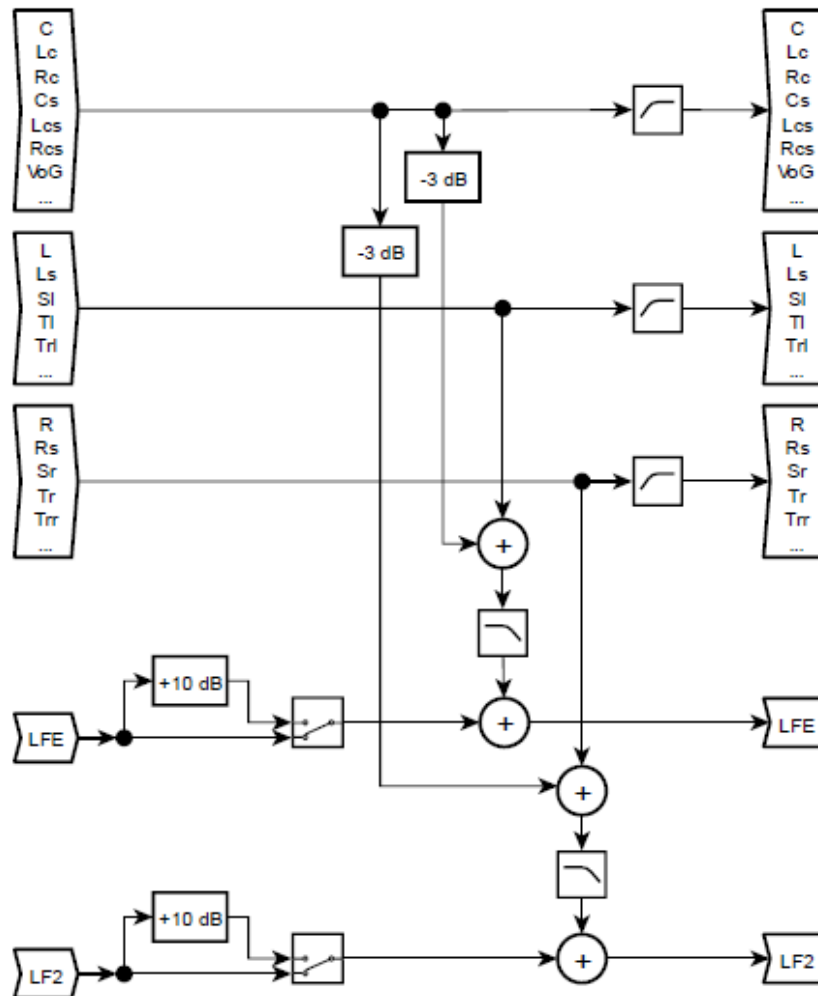 C
Lc
Rc
Cs
Lcs
Rcs
VoG
...
C
Lc
Rc
Cs
Lcs
Rcs
VoG
...
-3 dB
-3 dB
L
Ls
Sl
Tl
Trl
...
L
Ls
Sl
Tl
Trl
...
R
Rs
Sr
Tr
Trr
...
R
Rs
Sr
Tr
Trr
...
+
+10 dB
LFE
+
LFE
+
+10 dB
LF2
+
LF2